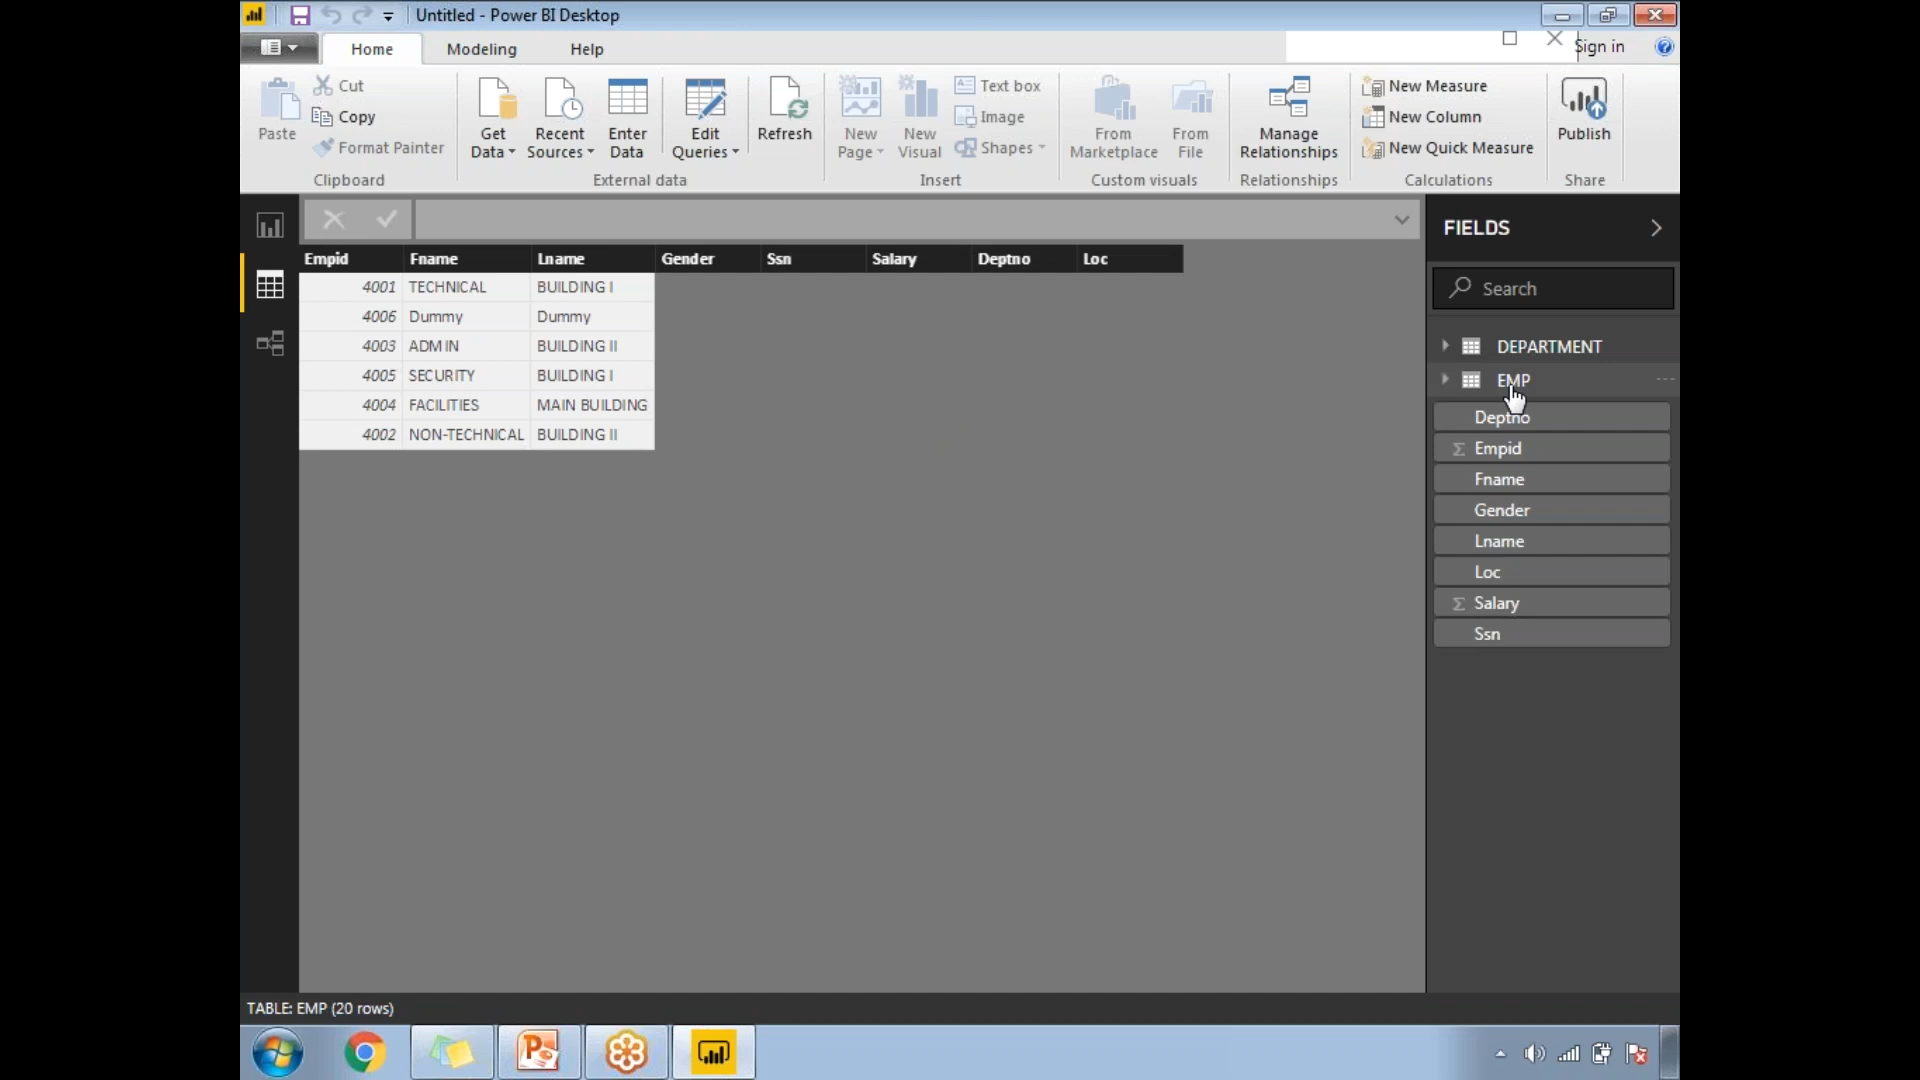 Untitled - Power BI Desktop
Home Modeling Help Sign in
Paste
Cut
Copy
Format Painter
Clipboard
Get
Data
Recent
Sources
Enter
Data
External data
Edit
Queries
Refresh
New
Page
New
Visual
Text box
Image
Shapes
Insert
From
Marketplace
From
File
Custom visuals
Manage
Relationships
Relationships
New Measure
New Column
New Quick Measure
Calculations
Publish
Share
Empid Fname Lname Gender Ssn Salary Deptno Loc
4001 TECHNICAL BUILDING I
4006 Dummy Dummy
4003 ADMIN BUILDING II
4005 SECURITY BUILDING I
4004 FACILITIES MAIN BUILDING
4002 NON-TECHNICAL BUILDING II
FIELDS
Search
DEPARTMENT
EMP
Deptno
Σ Empid
Fname
Gender
Lname
Loc
Σ Salary
Ssn
TABLE: EMP (20 rows)